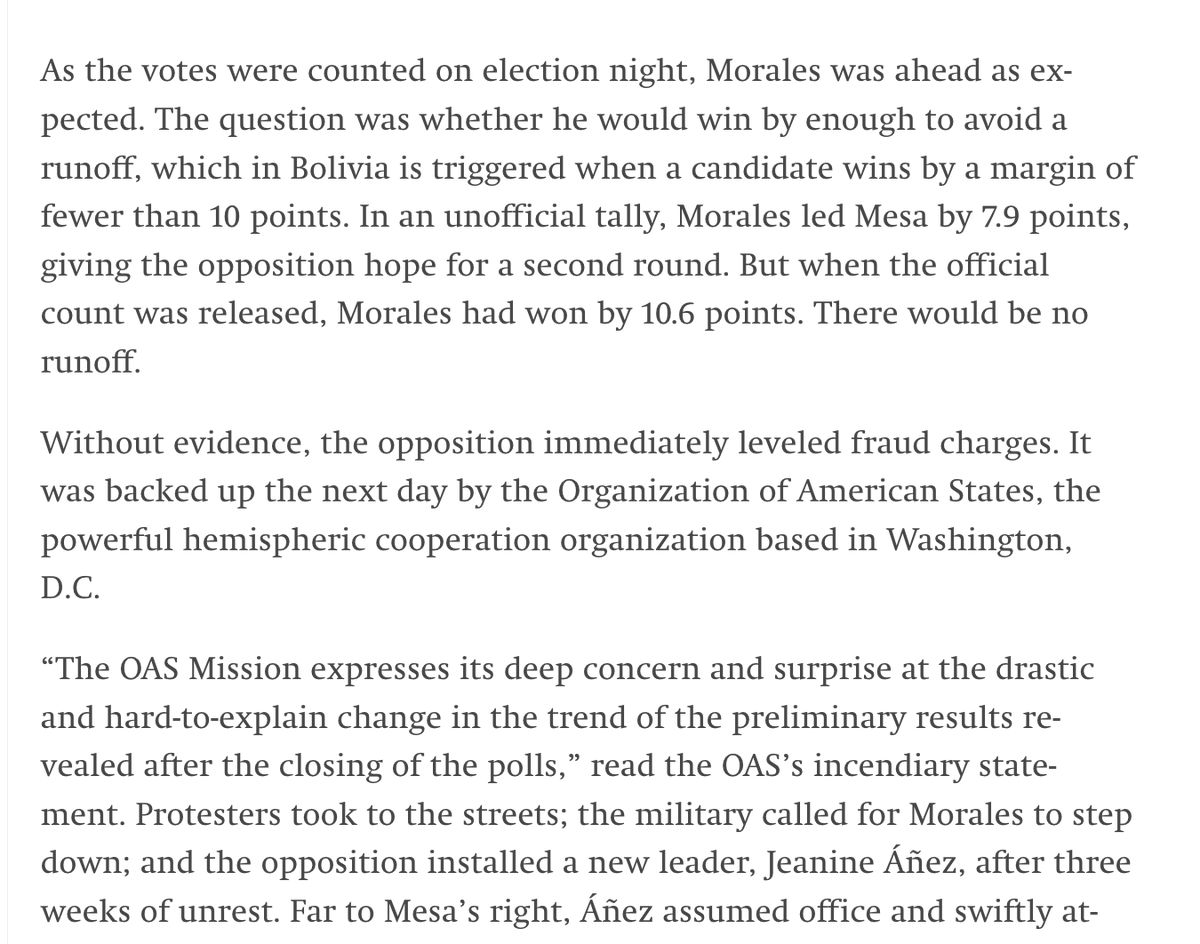 As the votes were counted on election night, Morales was ahead as ex-
pected. The question was whether he would win by enough to avoid a
runoff, which in Bolivia is triggered when a candidate wins by a margin of
fewer than 10 points. In an unofficial tally, Morales led Mesa by 7.9 points,
giving the opposition hope for a second round. But when the official
count was released, Morales had won by 10.6 points. There would be no
runoff.
Without evidence, the opposition immediately leveled fraud charges. It
was backed up the next day by the Organization of American States, the
powerful hemispheric cooperation organization based in Washington,
D.C.
“The OAS Mission expresses its deep concern and surprise at the drastic
and hard-to-explain change in the trend of the preliminary results re-
vealed after the closing of the polls,” read the OAS’s incendiary state-
ment. Protesters took to the streets; the military called for Morales to step
down; and the opposition installed a new leader, Jeanine Áñez, after three
weeks of unrest. Far to Mesa’s right, Áñez assumed office and swiftly at-